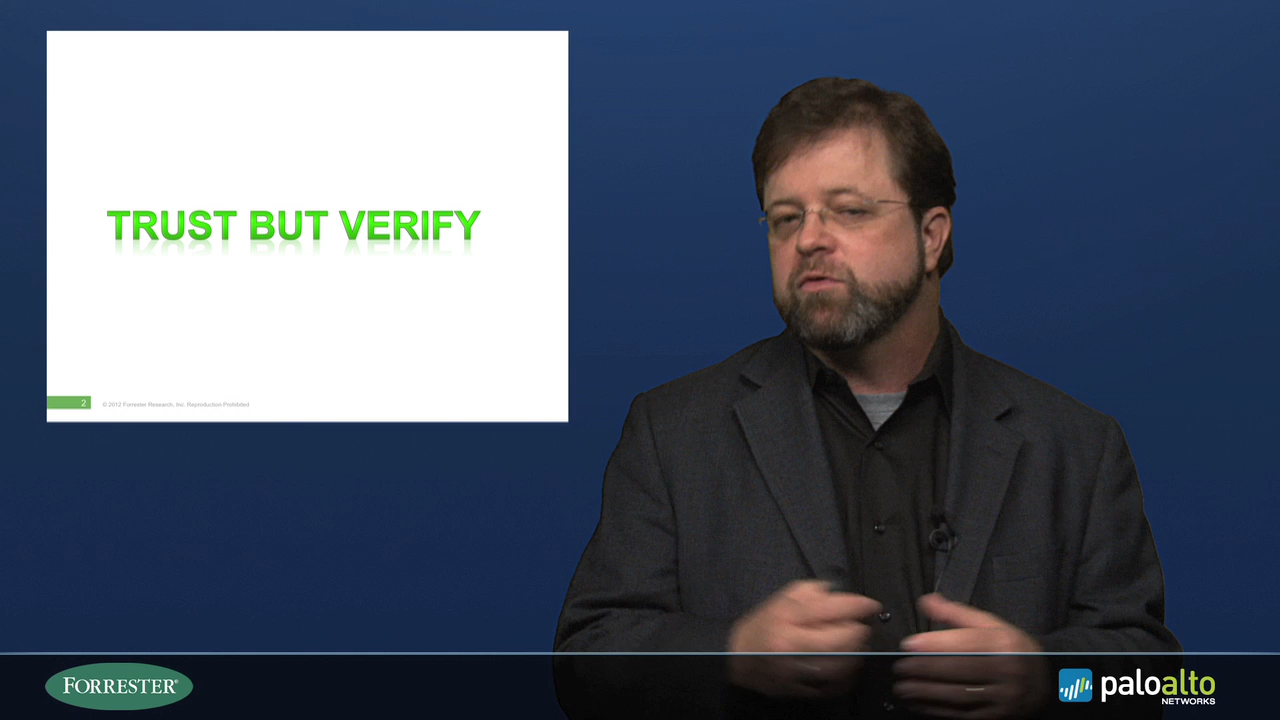 TRUST BUT VERIFY
2
© 2012 Forrester Research, Inc. Reproduction Prohibited
FORRESTER®
paloalto
NETWORKS